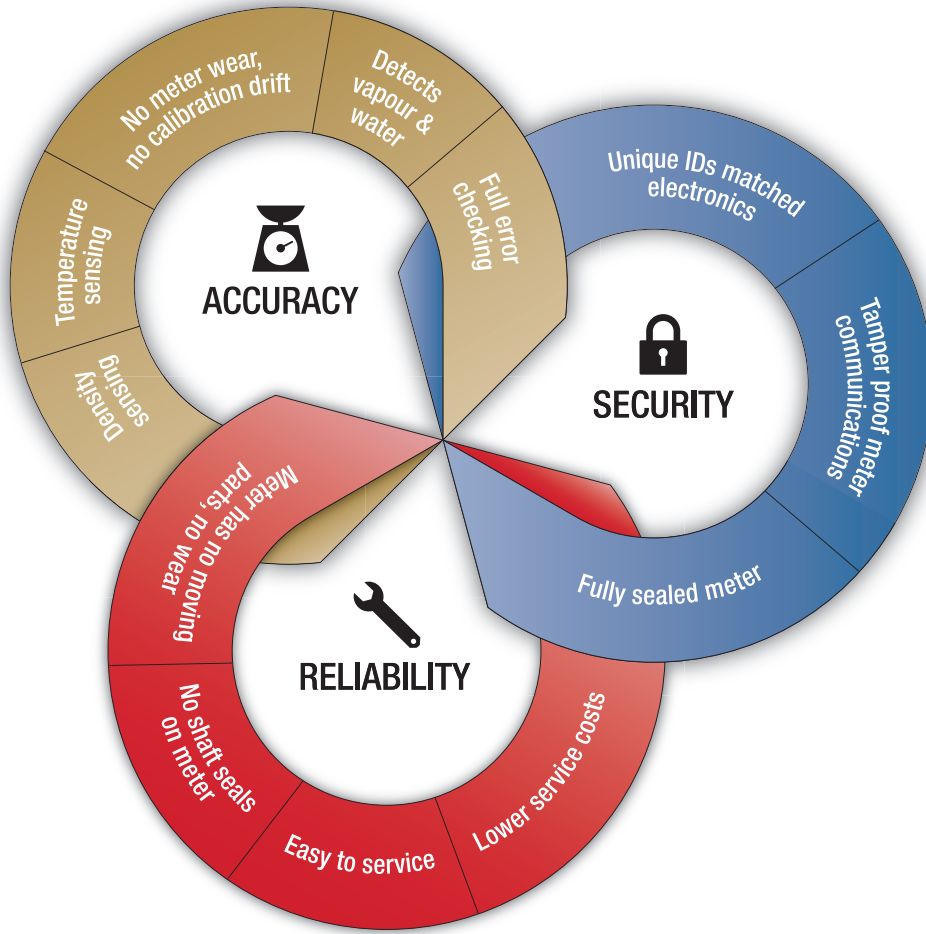 No meter wear,
no calibration drift
Detects
vapour &
water
Full error
checking
Temperature
sensing
Density
sensing
ACCURACY
Unique IDs matched
electronics
Tamper proof meter
communications
Fully sealed meter
SECURITY
Meter has no moving
parts, no wear
No shaft seals
on meter
Easy to service
Lower service costs
RELIABILITY